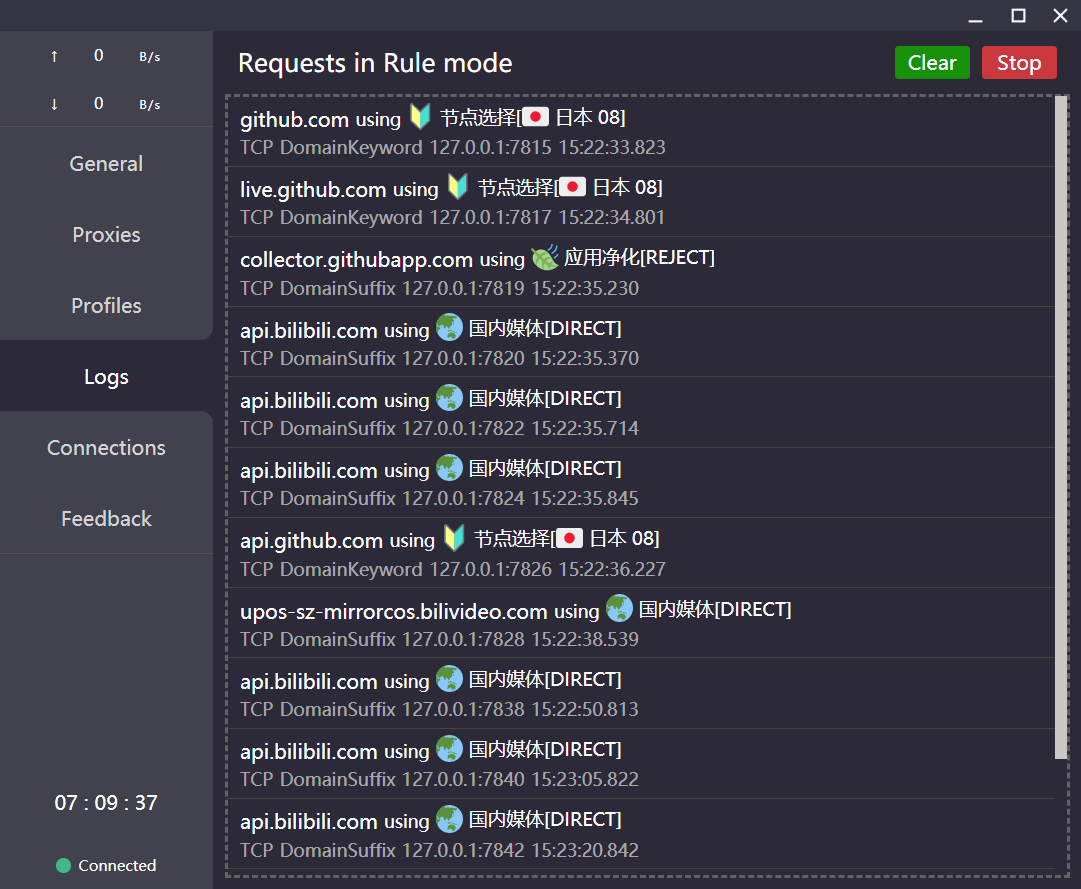 ↑ 0 B/s
↓ 0 B/s
General
Proxies
Profiles
Logs
Connections
Feedback
07 : 09 : 37
Connected
Requests in Rule mode
Clear
Stop
github.com using 🔰 节点选择[🇯🇵 日本 08]
TCP DomainKeyword 127.0.0.1:7815 15:22:33.823
live.github.com using 🔰 节点选择[🇯🇵 日本 08]
TCP DomainKeyword 127.0.0.1:7817 15:22:34.801
collector.githubapp.com using 🍃 应用净化[REJECT]
TCP DomainSuffix 127.0.0.1:7819 15:22:35.230
api.bilibili.com using 🌏 国内媒体[DIRECT]
TCP DomainSuffix 127.0.0.1:7820 15:22:35.370
api.bilibili.com using 🌏 国内媒体[DIRECT]
TCP DomainSuffix 127.0.0.1:7822 15:22:35.714
api.bilibili.com using 🌏 国内媒体[DIRECT]
TCP DomainSuffix 127.0.0.1:7824 15:22:35.845
api.github.com using 🔰 节点选择[🇯🇵 日本 08]
TCP DomainKeyword 127.0.0.1:7826 15:22:36.227
upos-sz-mirrorcos.bilivideo.com using 🌏 国内媒体[DIRECT]
TCP DomainSuffix 127.0.0.1:7828 15:22:38.539
api.bilibili.com using 🌏 国内媒体[DIRECT]
TCP DomainSuffix 127.0.0.1:7838 15:22:50.813
api.bilibili.com using 🌏 国内媒体[DIRECT]
TCP DomainSuffix 127.0.0.1:7840 15:23:05.822
api.bilibili.com using 🌏 国内媒体[DIRECT]
TCP DomainSuffix 127.0.0.1:7842 15:23:20.842